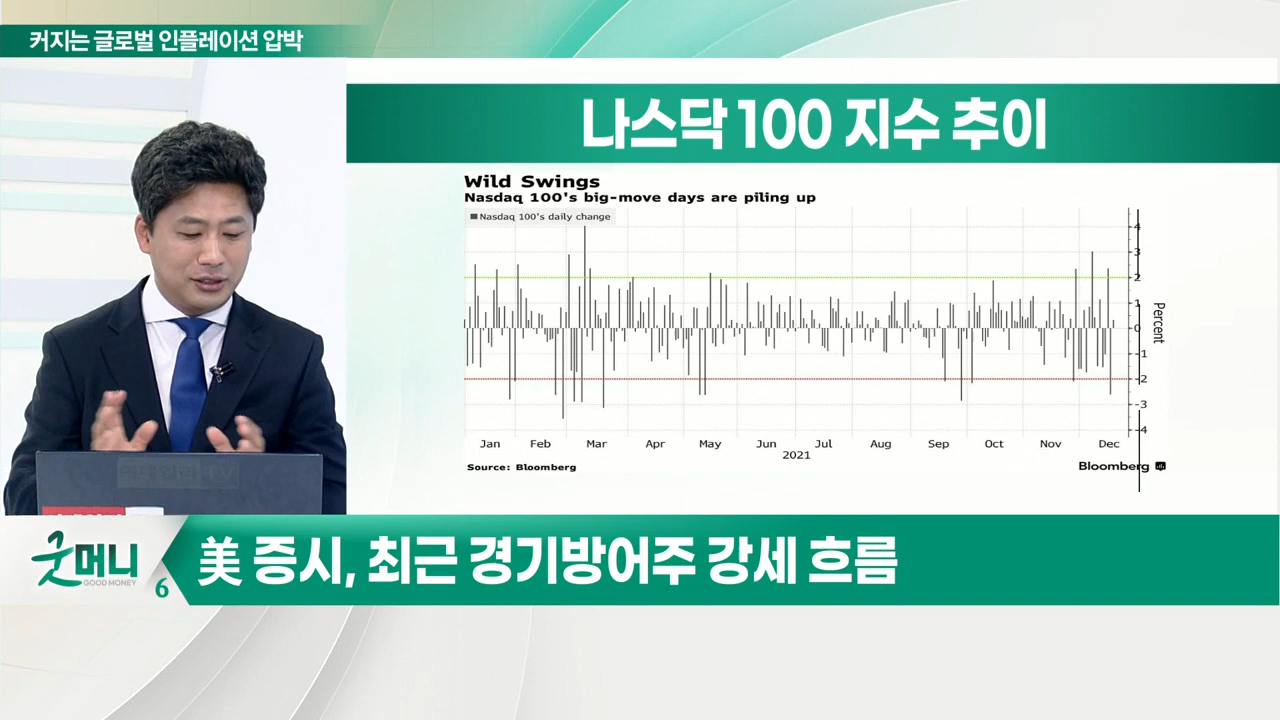 커지는 글로벌 인플레이션 압박
나스닥 100 지수 추이
Wild Swings
Nasdaq 100's big-move days are piling up
Nasdaq 100's daily change
4
3
2
1
0
-1
-2
-3
-4
Percent
Jan Feb Mar Apr May Jun Jul Aug Sep Oct Nov Dec
2021
Source: Bloomberg
Bloomberg
굿머니
GOOD MONEY
6
美 증시, 최근 경기방어주 강세 흐름